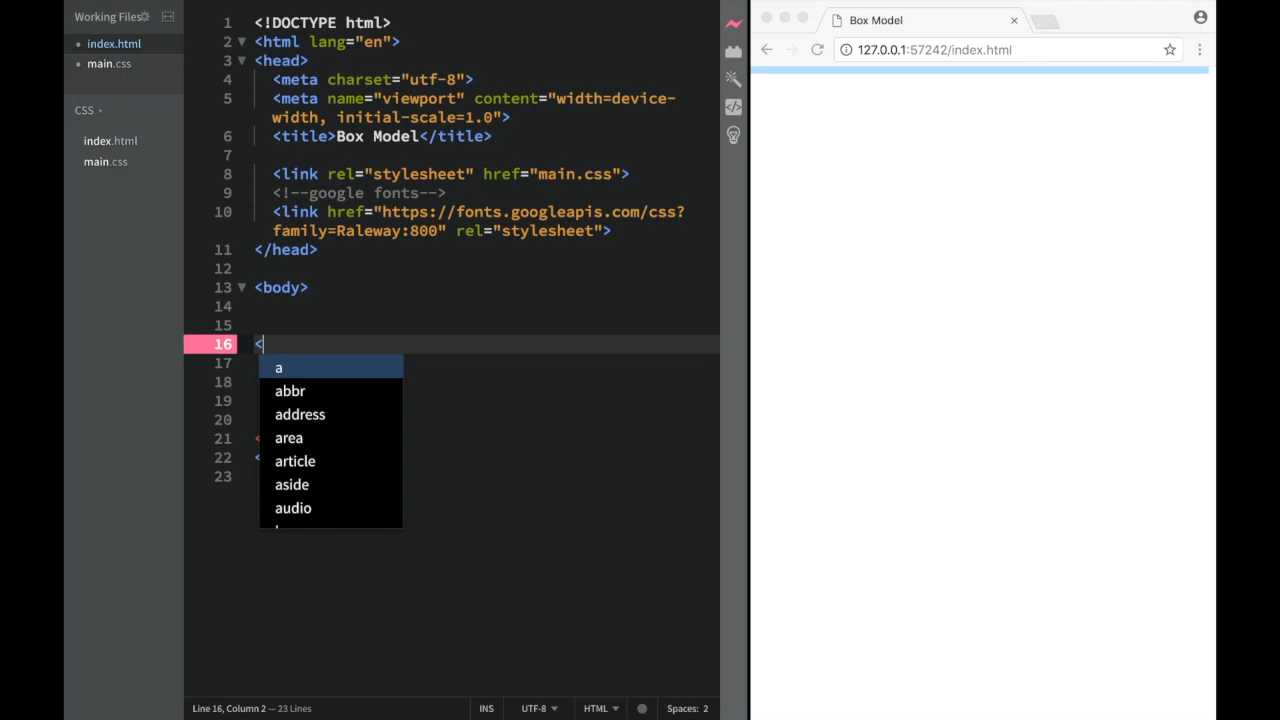 Working Files
index.html
main.css
CSS
index.html
main.css
1 <!DOCTYPE html>
2 <html lang="en">
3 <head>
4 <meta charset="utf-8">
5 <meta name="viewport" content="width=device-
width, initial-scale=1.0">
6 <title>Box Model</title>
7
8 <link rel="stylesheet" href="main.css">
9 <!--google fonts-->
10 <link href="https://fonts.googleapis.com/css?
family=Raleway:800" rel="stylesheet">
11 </head>
12
13 <body>
14
15
16 <
17
18
19
20
21 <
22 <
23
a
abbr
address
area
article
aside
audio
Line 16, Column 2 — 23 Lines
INS
UTF-8
HTML
Spaces: 2
Box Model
127.0.0.1:57242/index.html